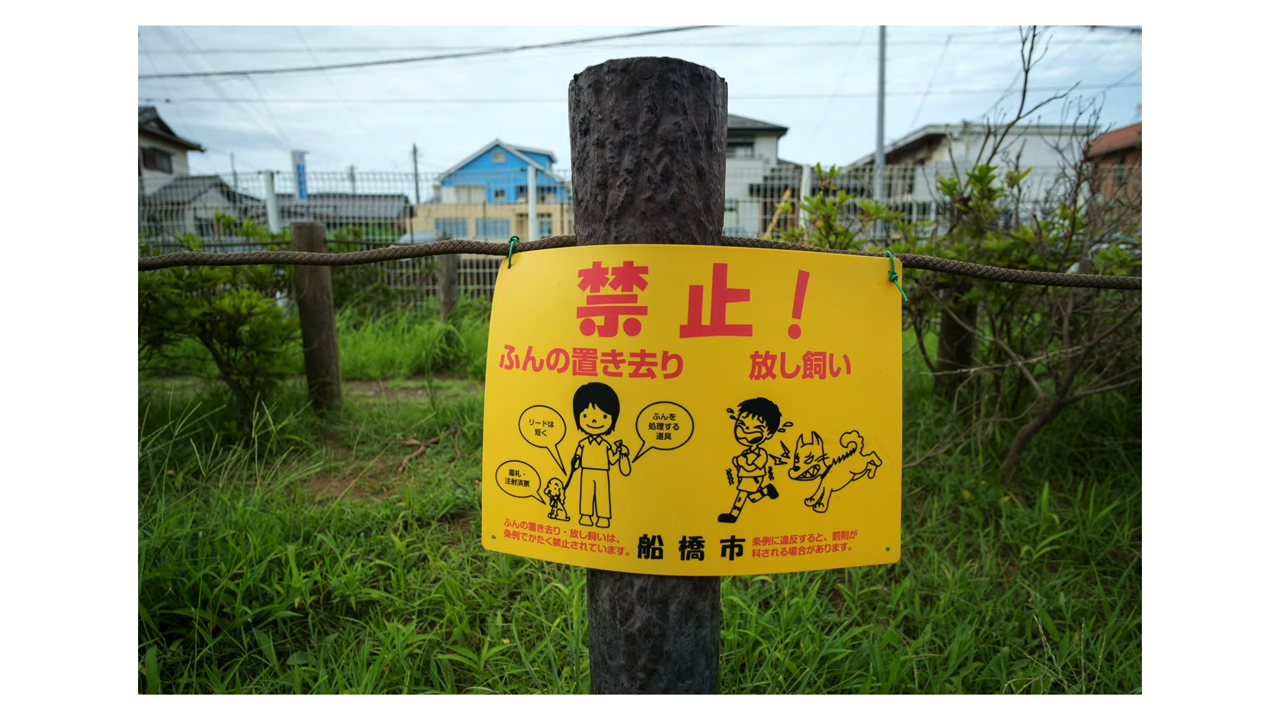 禁止!
ふんの置き去り 放し飼い
リードは
短く
ふんを
処理する
道具
鑑札・
注射済票
ふんの置き去り・放し飼いは、
条例でかたく禁止されています。
船橋市
条例に違反すると、罰則が
科される場合があります。